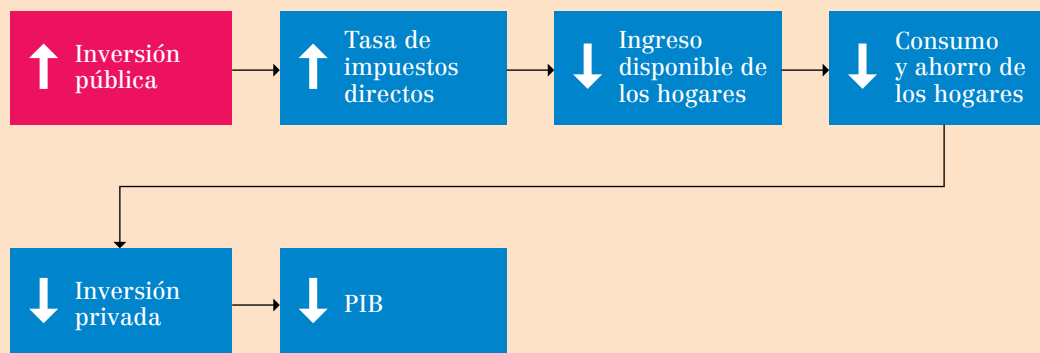 Inversión
pública
Tasa de
impuestos
directos
Ingreso
disponible de
los hogares
Consumo
y ahorro de
los hogares
Inversión
privada
PIB